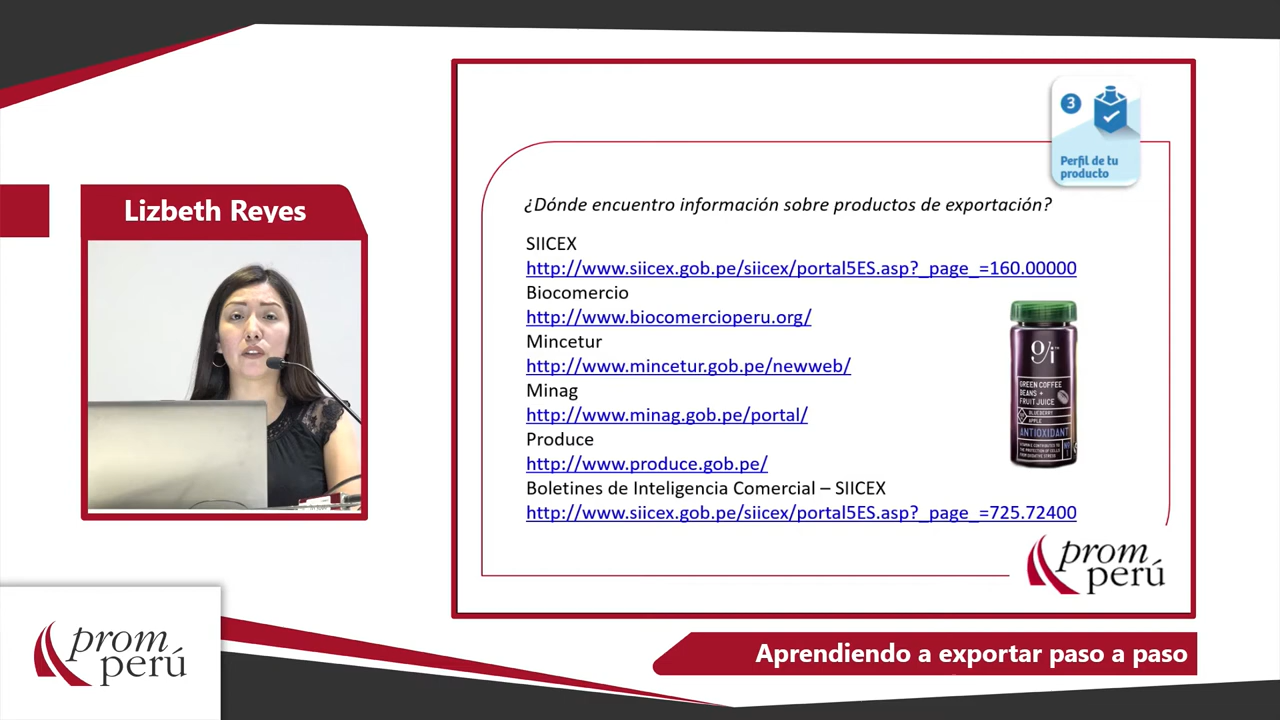 Lizbeth Reyes
3
Perfil de tu
producto
¿Dónde encuentro información sobre productos de exportación?
SIICEX
http://www.siicex.gob.pe/siicex/portal5ES.asp?_page_=160.00000
Biocomercio
http://www.biocomercioperu.org/
Mincetur
http://www.mincetur.gob.pe/newweb/
Minag
http://www.minag.gob.pe/portal/
Produce
http://www.produce.gob.pe/
Boletines de Inteligencia Comercial – SIICEX
http://www.siicex.gob.pe/siicex/portal5ES.asp?_page_=725.72400
GREEN COFFEE
BEANS +
FRUIT JUICE
BLUEBERRY
APPLE
ANTIOXIDANT
prom
perú
prom
perú
Aprendiendo a exportar paso a paso